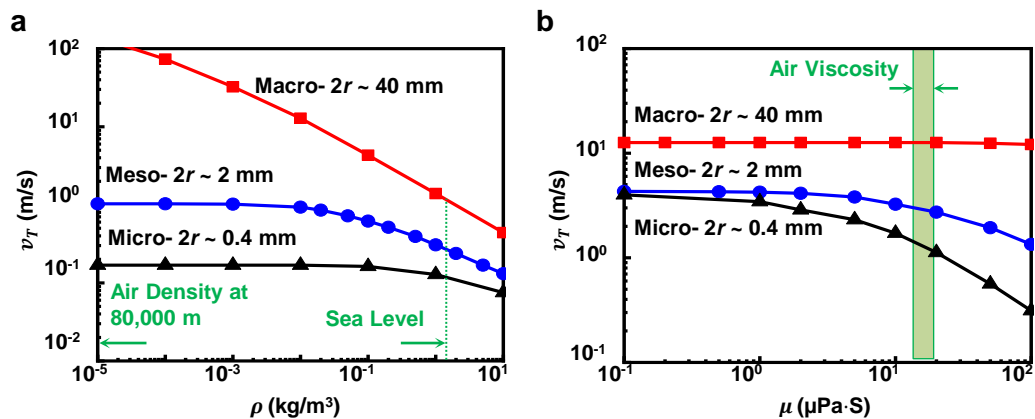 a
10²
10¹
10⁰
10⁻¹
10⁻²
v_T (m/s)
Macro- 2r ~ 40 mm
Meso- 2r ~ 2 mm
Micro- 2r ~ 0.4 mm
Air Density at
80,000 m
Sea Level
10⁻⁵
10⁻³
10⁻¹
10¹
ρ (kg/m³)
b
10²
10¹
10⁰
10⁻¹
v_T (m/s)
Air Viscosity
Macro- 2r ~ 40 mm
Meso- 2r ~ 2 mm
Micro- 2r ~ 0.4 mm
10⁻¹
10⁰
10¹
10²
μ (μPa·S)